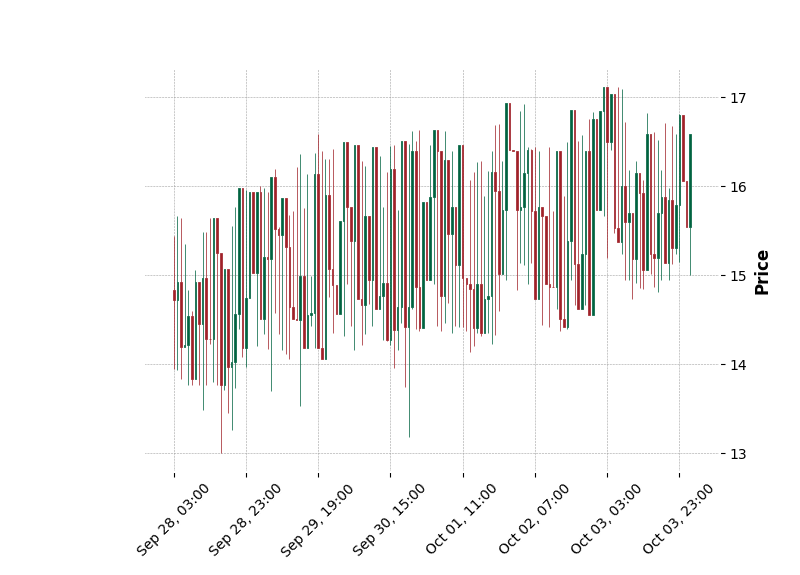 17
16
15
14
13
Price
Sep 28, 03:00
Sep 28, 23:00
Sep 29, 19:00
Sep 30, 15:00
Oct 01, 11:00
Oct 02, 07:00
Oct 03, 03:00
Oct 03, 23:00